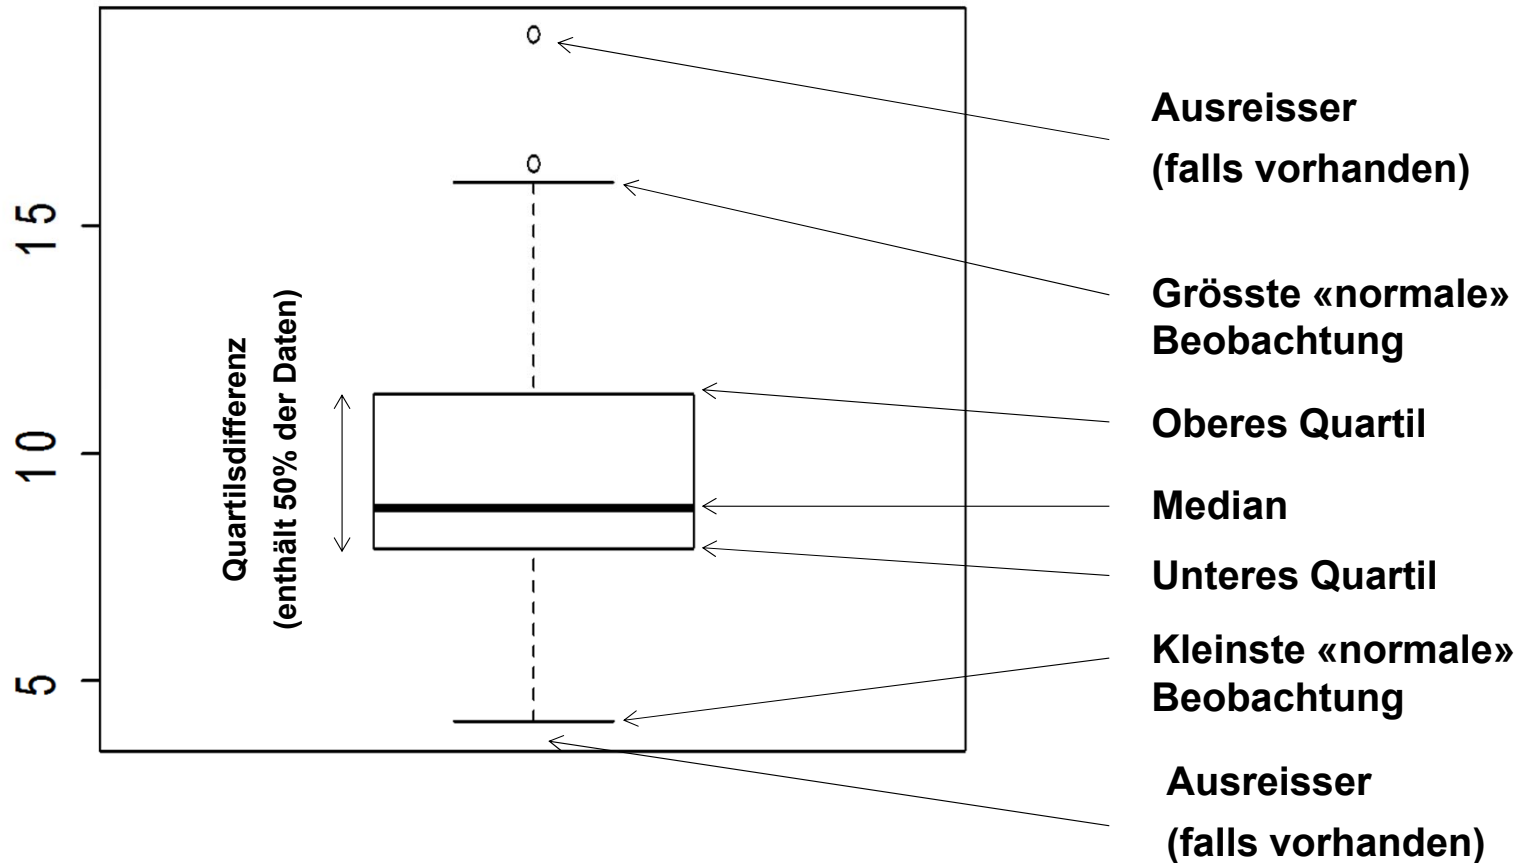 15
10
5
Quartilsdifferenz
(enthält 50% der Daten)
Ausreisser
(falls vorhanden)
Grösste «normale»
Beobachtung
Oberes Quartil
Median
Unteres Quartil
Kleinste «normale»
Beobachtung
Ausreisser
(falls vorhanden)